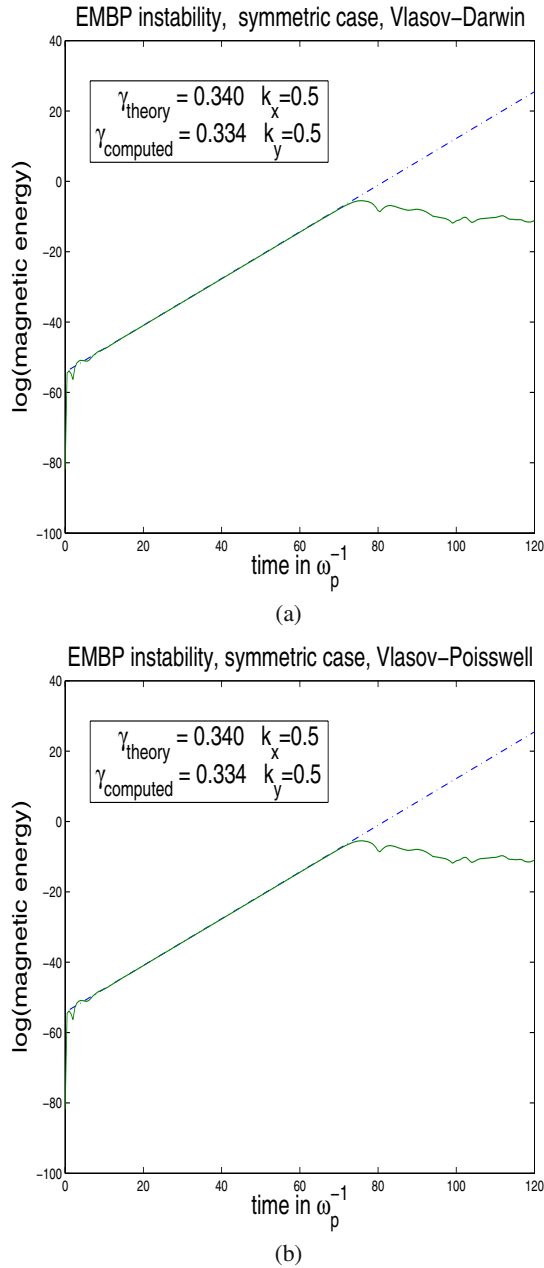 EMBP instability, symmetric case, Vlasov−Darwin
40
20
0
−20
−40
−60
−80
−100
log(magnetic energy)
γtheory = 0.340 kx=0.5
γcomputed = 0.334 ky=0.5
0 20 40 60 80 100 120
time in ωp−1
(a)
EMBP instability, symmetric case, Vlasov−Poisswell
40
20
0
−20
−40
−60
−80
−100
log(magnetic energy)
γtheory = 0.340 kx=0.5
γcomputed = 0.334 ky=0.5
0 20 40 60 80 100 120
time in ωp−1
(b)